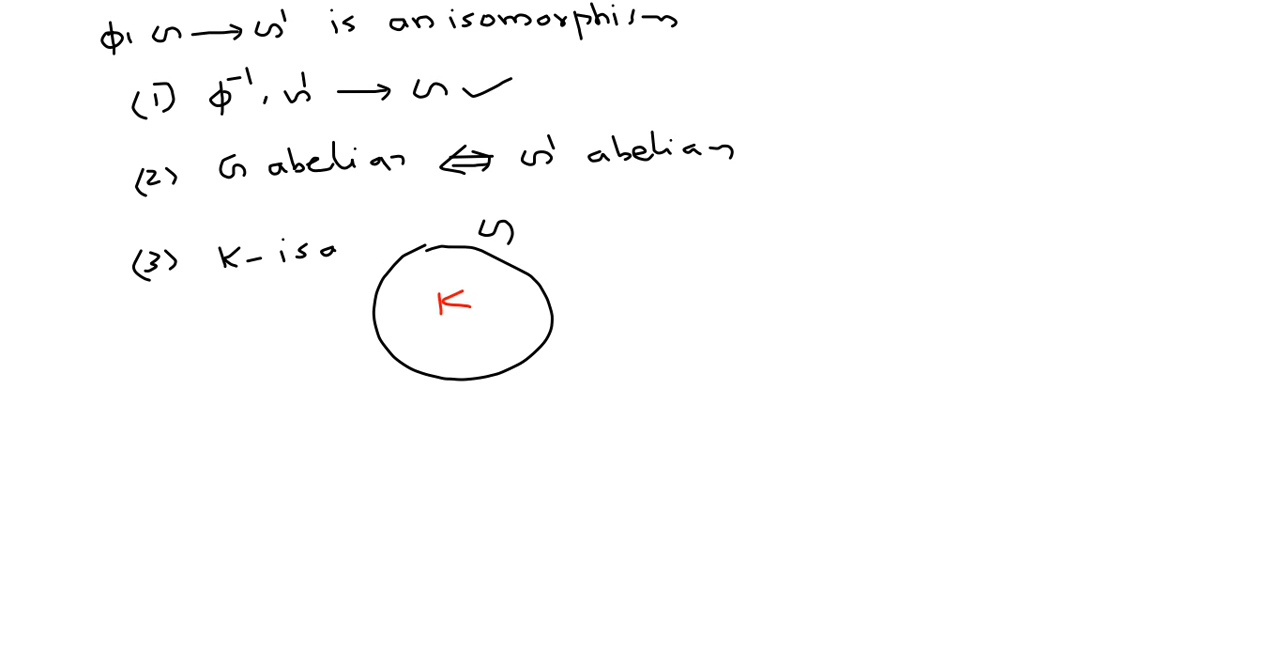 ϕ: G → G' is an isomorphism
(1) ϕ⁻¹: G' → G ✓
(2) G abelian ⇔ G' abelian
(3) K - is a
G
K